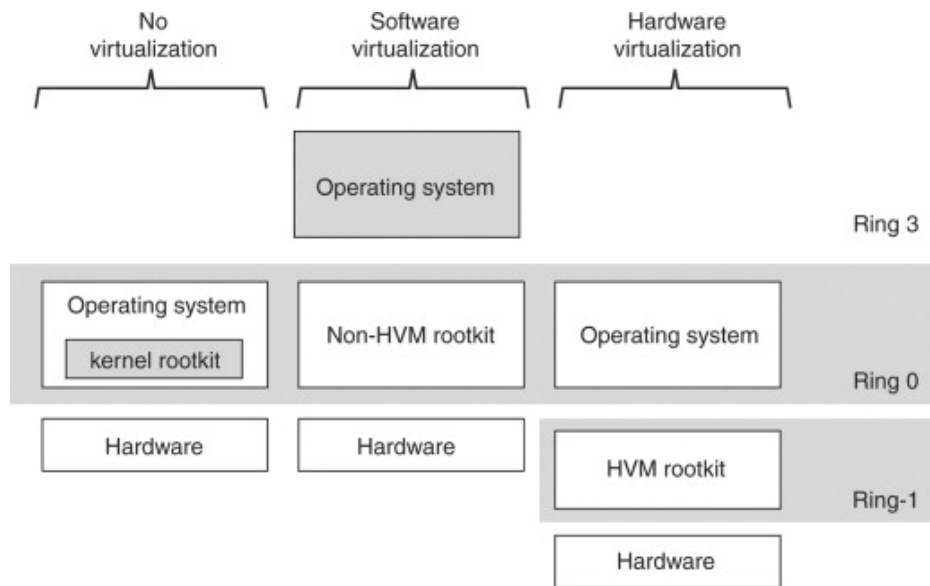 No
virtualization
Software
virtualization
Hardware
virtualization
Operating system
Ring 3
Operating system
kernel rootkit
Non-HVM rootkit
Operating system
Ring 0
Hardware
Hardware
HVM rootkit
Ring-1
Hardware